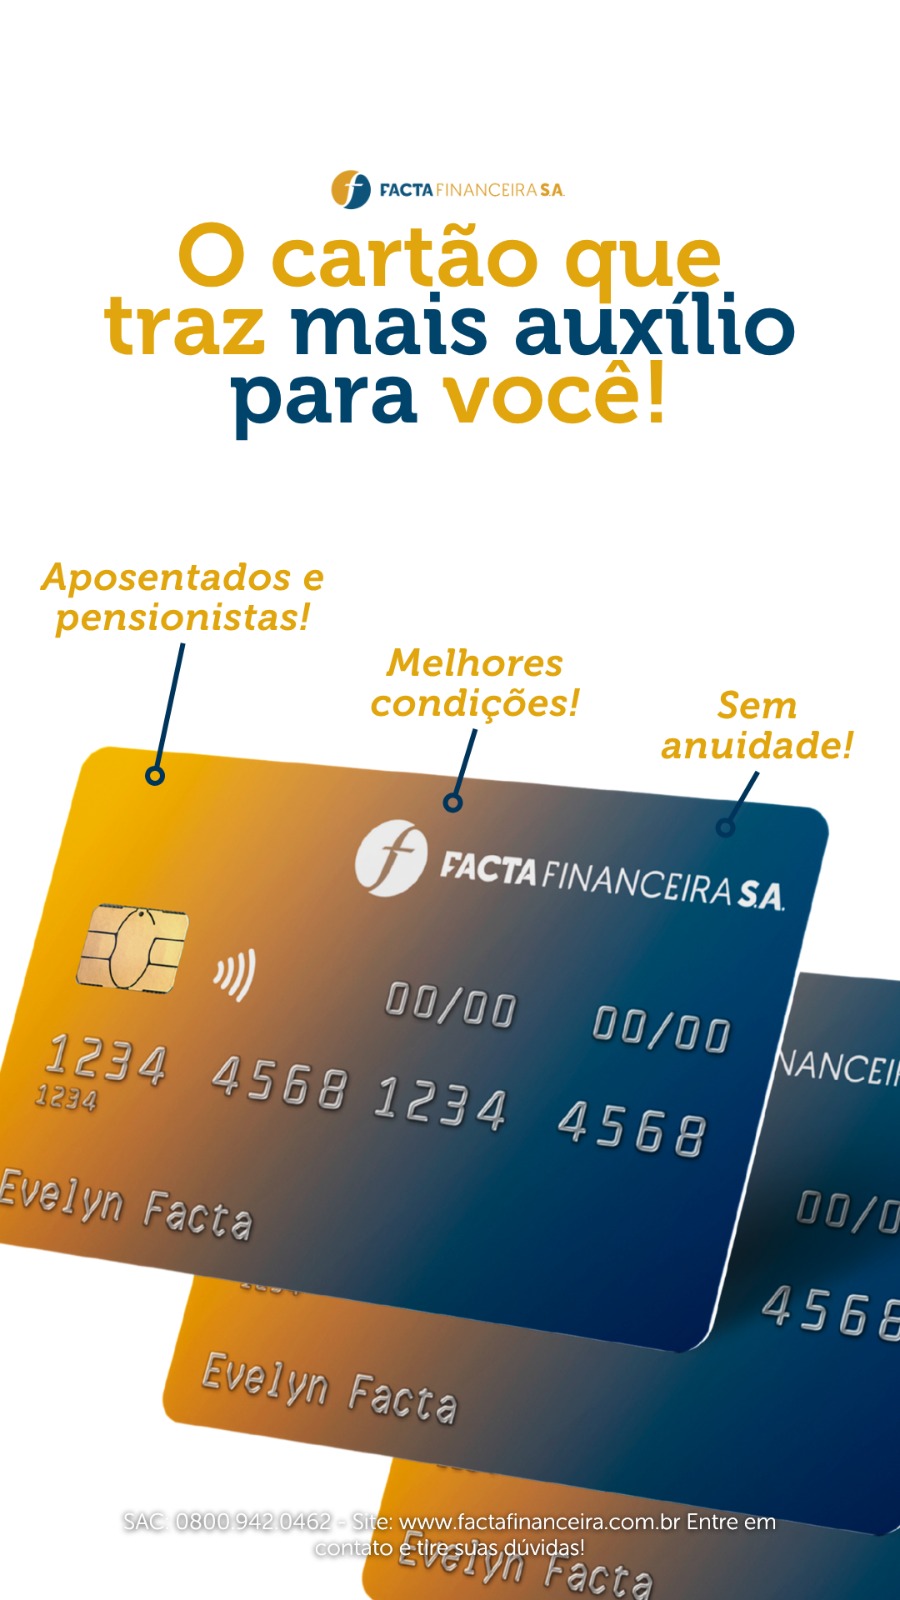 FACTA FINANCEIRA S.A.
O cartão que
traz mais auxílio
para você!
Aposentados e
pensionistas!
Melhores
condições!
Sem
anuidade!
FACTA FINANCEIRA S.A.
00/00 00/00
1234 4568 1234 4568
1234
Evelyn Facta
NANCEIR
00/0
4568
Evelyn Facta
SAC. 0800 942 0462 - Site: www.factafinanceira.com.br Entre em
contato e tire suas dúvidas!
Evelyn Facta